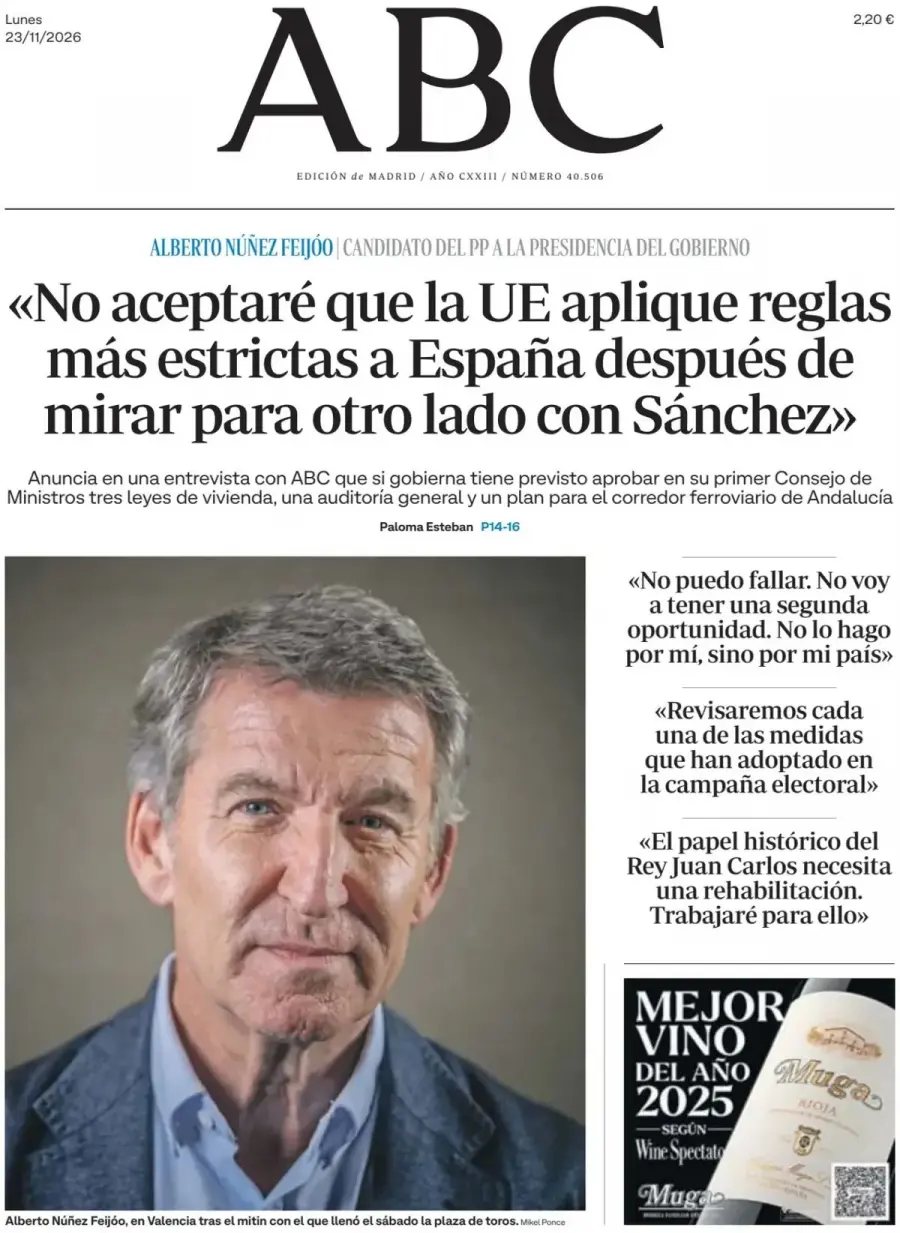 Lunes
23/11/2026
2,20 €
ABC
EDICIÓN de MADRID / AÑO CXXIII / NÚMERO 40.506
ALBERTO NÚÑEZ FEIJÓO | CANDIDATO DEL PP A LA PRESIDENCIA DEL GOBIERNO
«No aceptaré que la UE aplique reglas
más estrictas a España después de
mirar para otro lado con Sánchez»
Anuncia en una entrevista con ABC que si gobierna tiene previsto aprobar en su primer Consejo de
Ministros tres leyes de vivienda, una auditoría general y un plan para el corredor ferroviario de Andalucía
Paloma Esteban P14-16
«No puedo fallar. No voy
a tener una segunda
oportunidad. No lo hago
por mí, sino por mi país»
«Revisaremos cada
una de las medidas
que han adoptado en
la campaña electoral»
«El papel histórico del
Rey Juan Carlos necesita
una rehabilitación.
Trabajaré para ello»
MEJOR
VINO
DEL AÑO
2025
SEGÚN
Wine Spectato
Muga
Muga
RIOJA
Alberto Núñez Feijóo, en Valencia tras el mitin con el que llenó el sábado la plaza de toros. Mikel Ponce